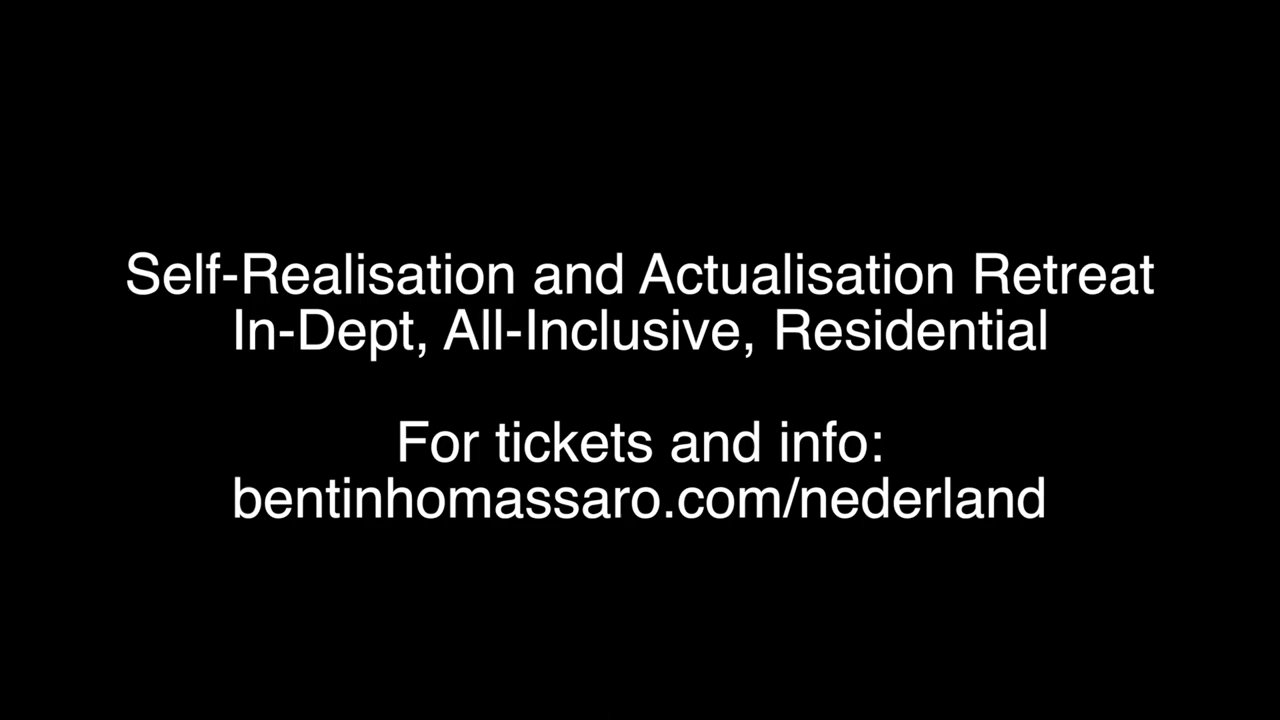 Self-Realisation and Actualisation Retreat
In-Dept, All-Inclusive, Residential
For tickets and info:
bentinhomassaro.com/nederland